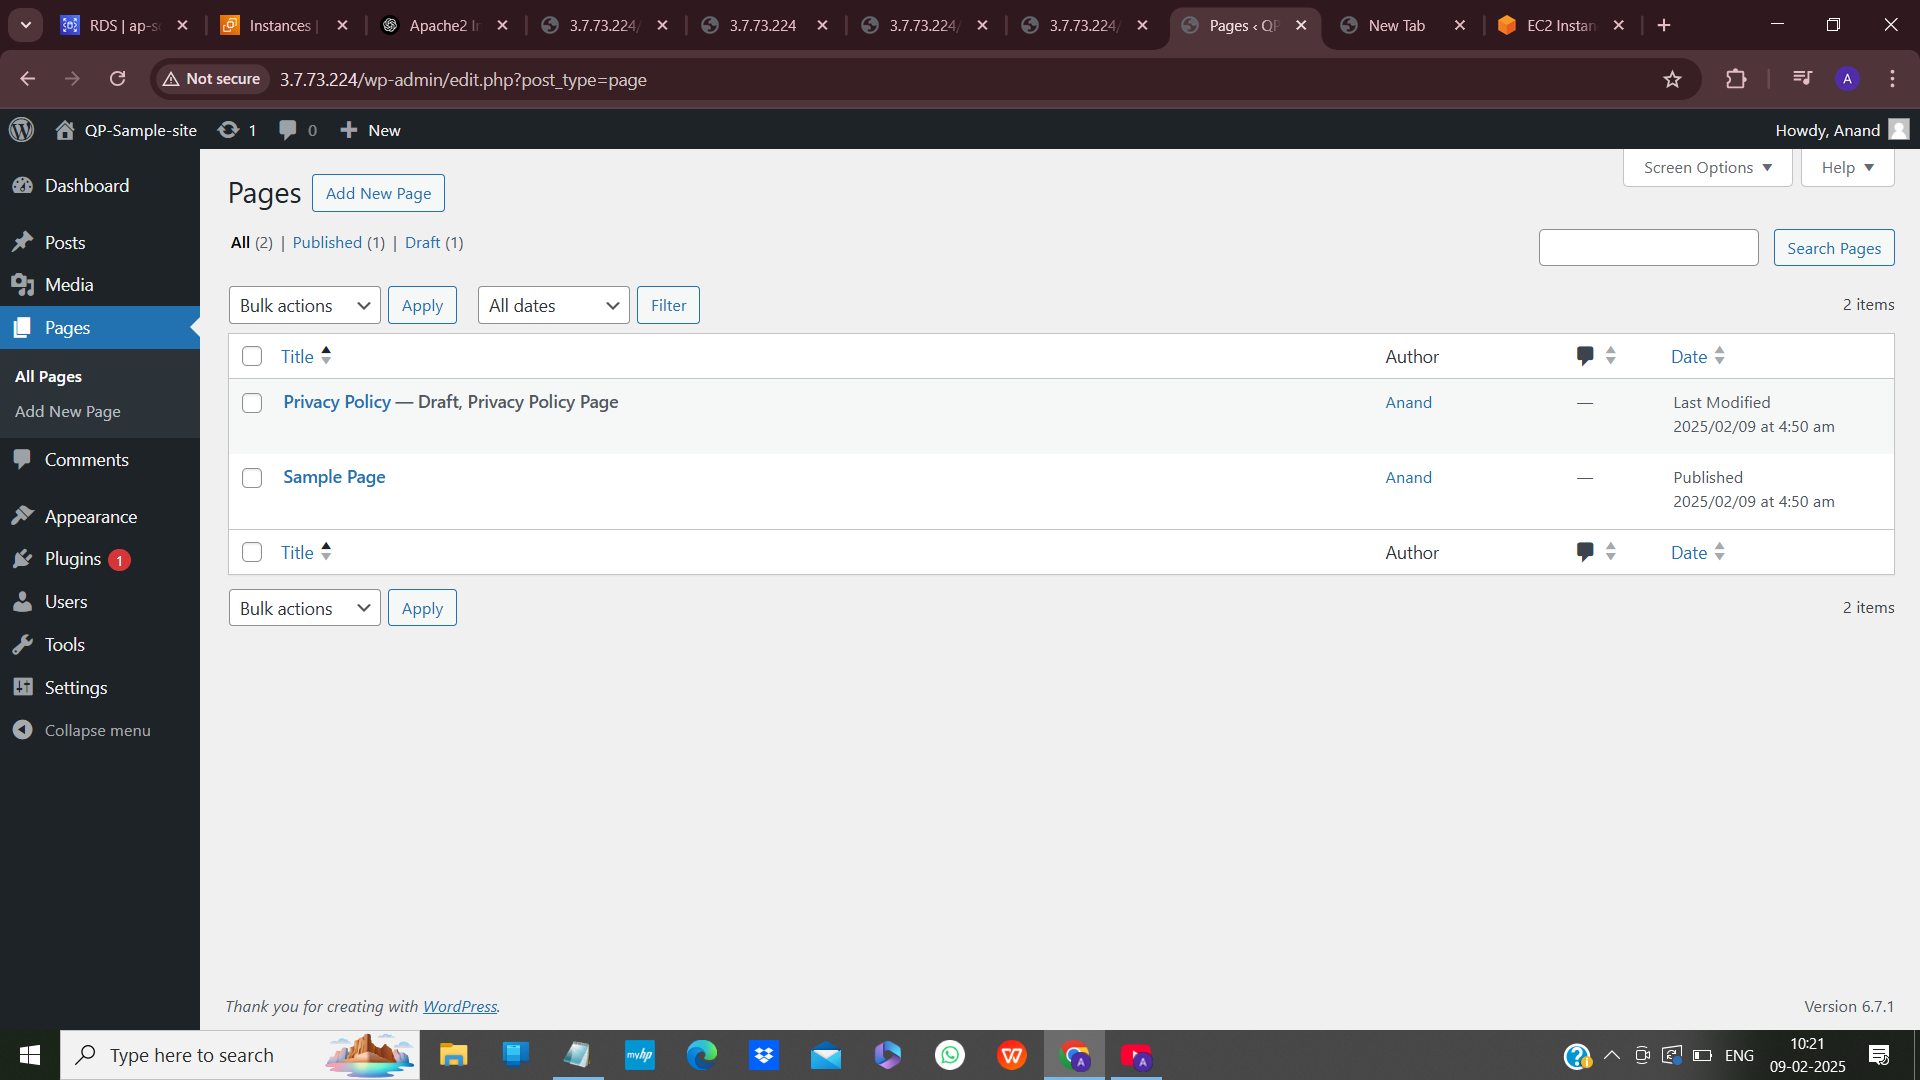 RDS | ap-s
Instances |
Apache2 I
3.7.73.224/
3.7.73.224
3.7.73.224/
3.7.73.224/
Pages ‹ QP
New Tab
EC2 Instan
Not secure
3.7.73.224/wp-admin/edit.php?post_type=page
A
QP-Sample-site
1
0
New
Howdy, Anand
Screen Options
Help
Dashboard
Posts
Media
Pages
All Pages
Add New Page
Comments
Appearance
Plugins 1
Users
Tools
Settings
Collapse menu
Pages
Add New Page
All (2) | Published (1) | Draft (1)
Search Pages
Bulk actions
Apply
All dates
Filter
2 items
Title
Author
Date
Privacy Policy — Draft, Privacy Policy Page
Anand
—
Last Modified
2025/02/09 at 4:50 am
Sample Page
Anand
—
Published
2025/02/09 at 4:50 am
Title
Author
Date
Bulk actions
Apply
2 items
Thank you for creating with WordPress.
Version 6.7.1
Type here to search
myhp
W
A
A
ENG
10:21
09-02-2025